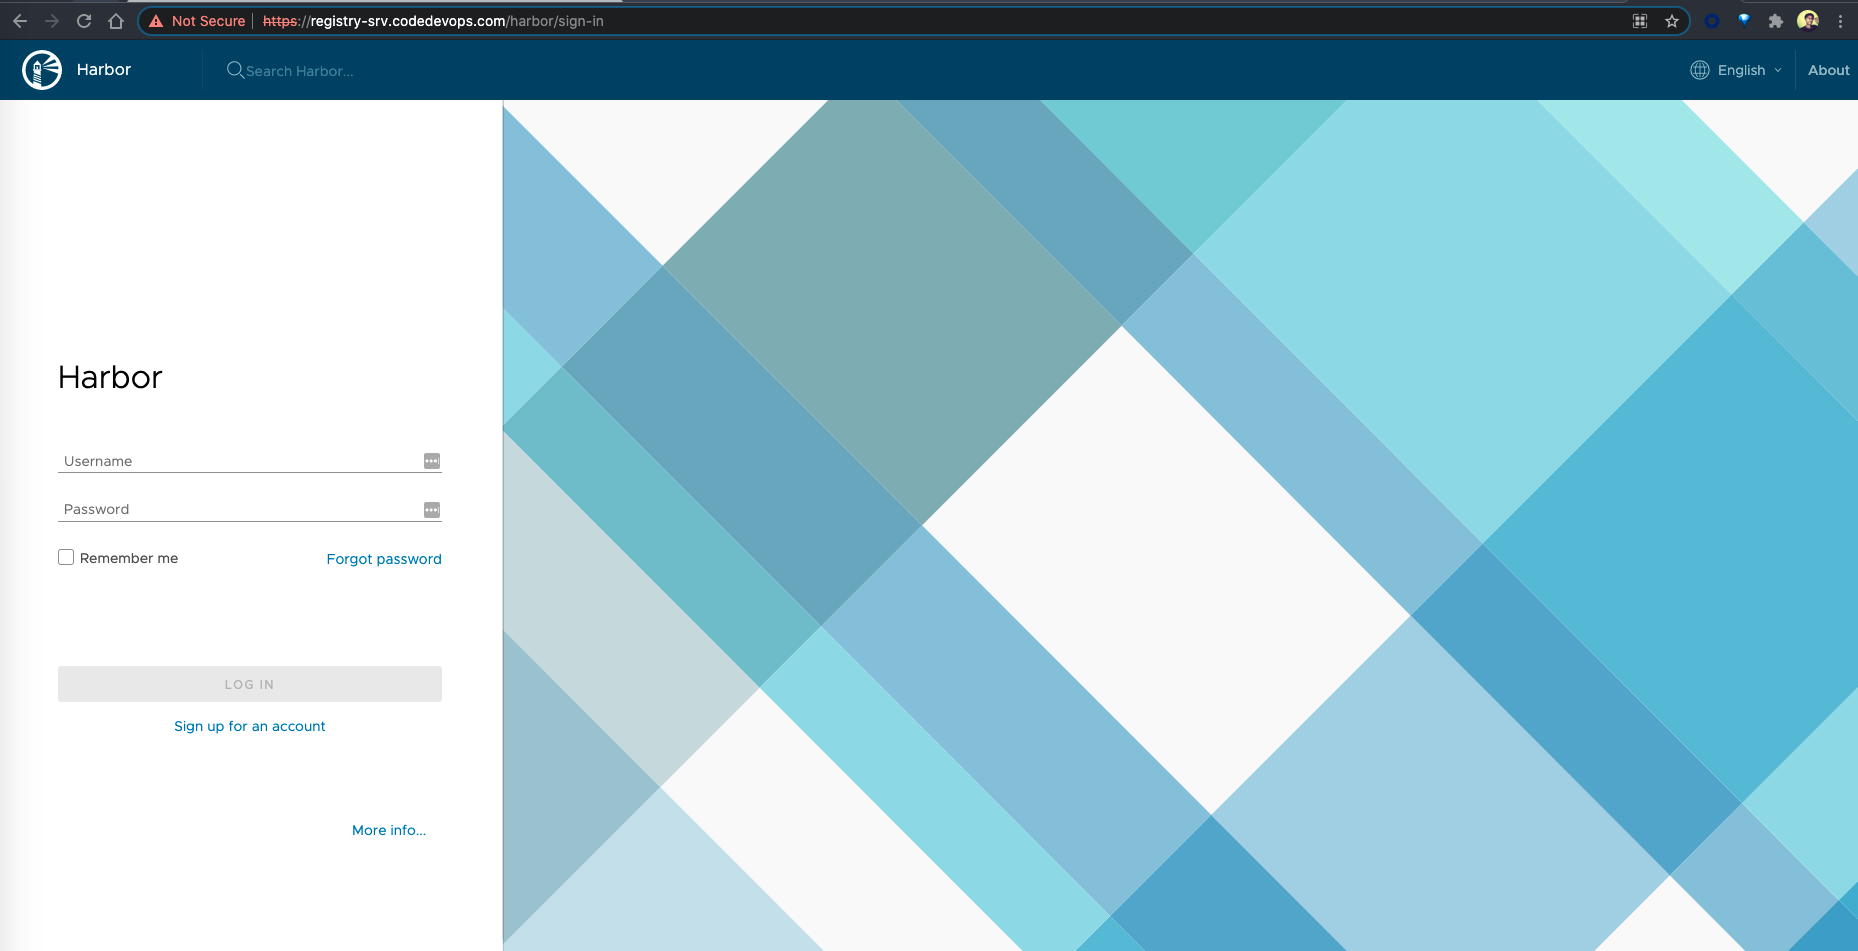 Not Secure https://registry-srv.codedevops.com/harbor/sign-in
Harbor Search Harbor... English About
Harbor
Username
Password
Remember me Forgot password
LOG IN
Sign up for an account
More info...